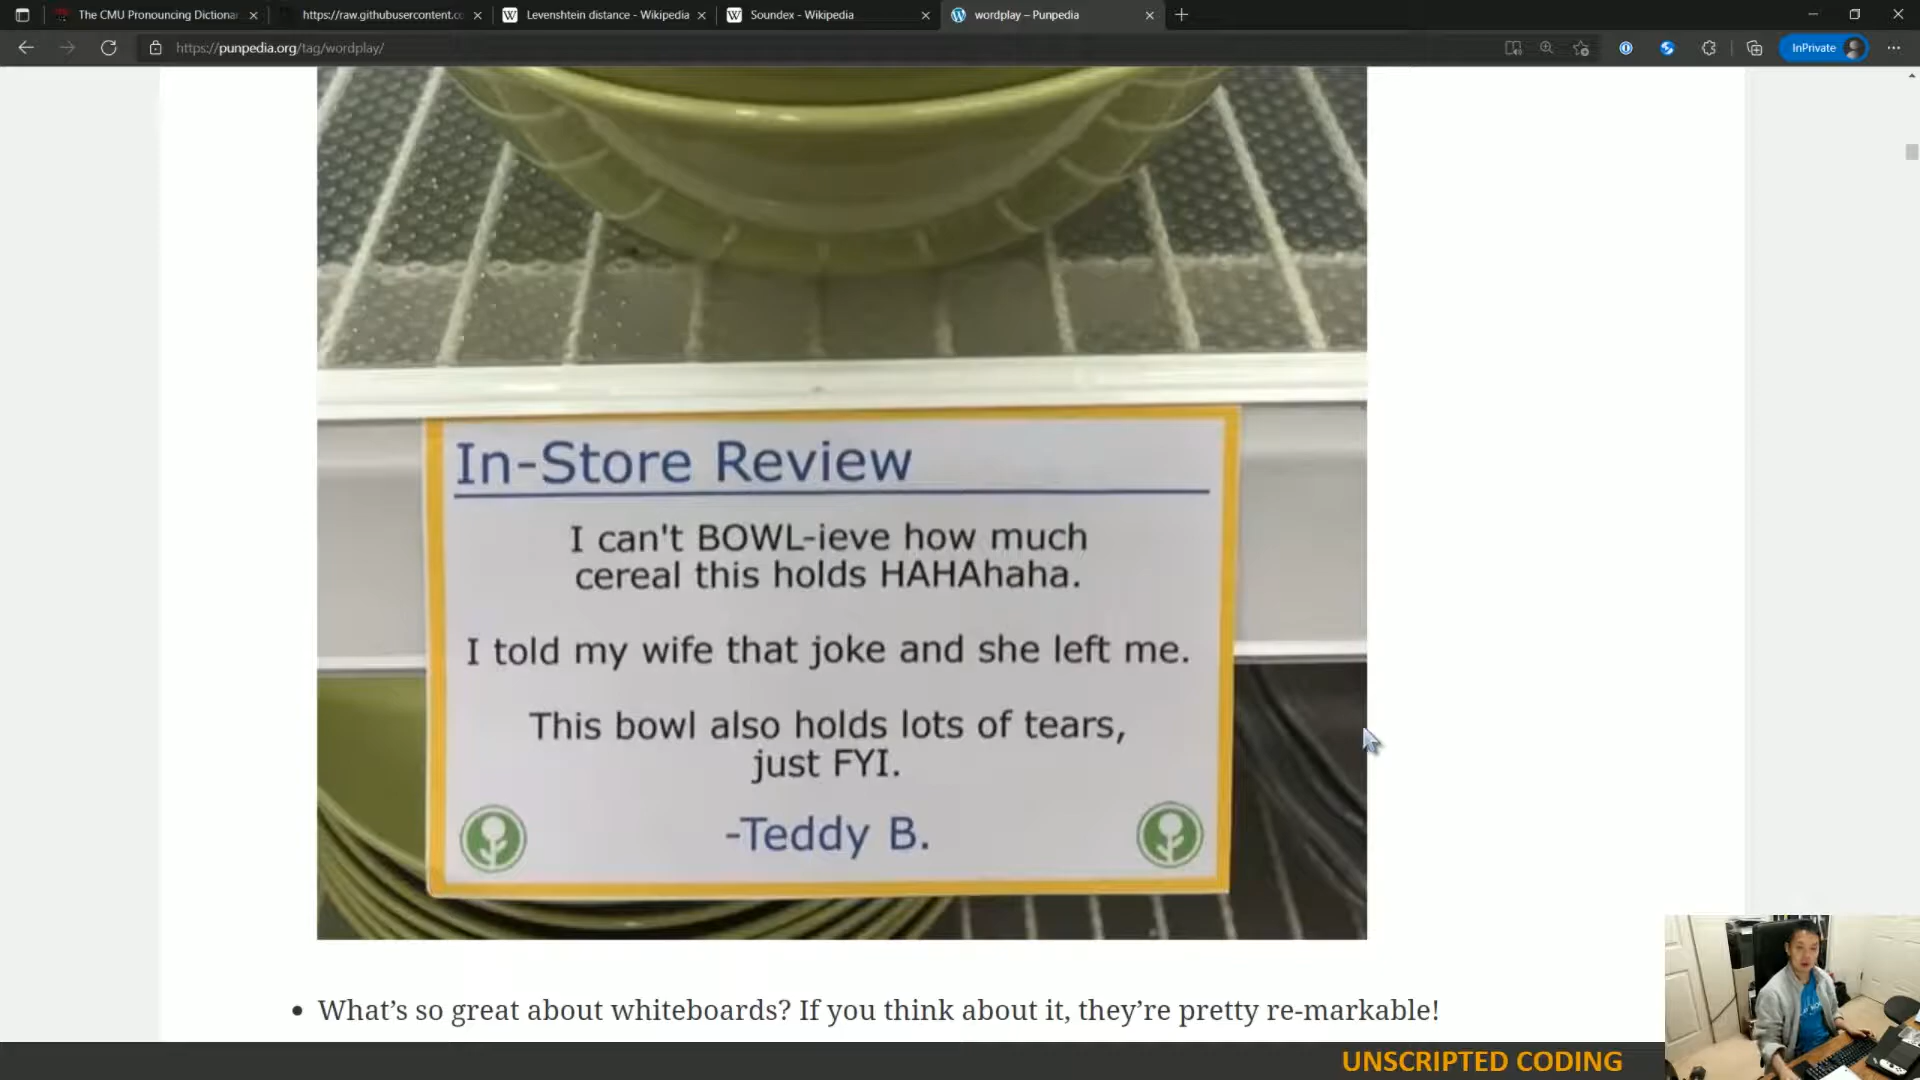 The CMU Pronouncing Dictionar
https://raw.githubusercontent.co
Levenshtein distance - Wikipedia
Soundex - Wikipedia
wordplay – Punpedia
https://punpedia.org/tag/wordplay/
InPrivate
In-Store Review
I can't BOWL-ieve how much
cereal this holds HAHAhaha.
I told my wife that joke and she left me.
This bowl also holds lots of tears,
just FYI.
-Teddy B.
• What’s so great about whiteboards? If you think about it, they’re pretty re-markable!
UNSCRIPTED CODING